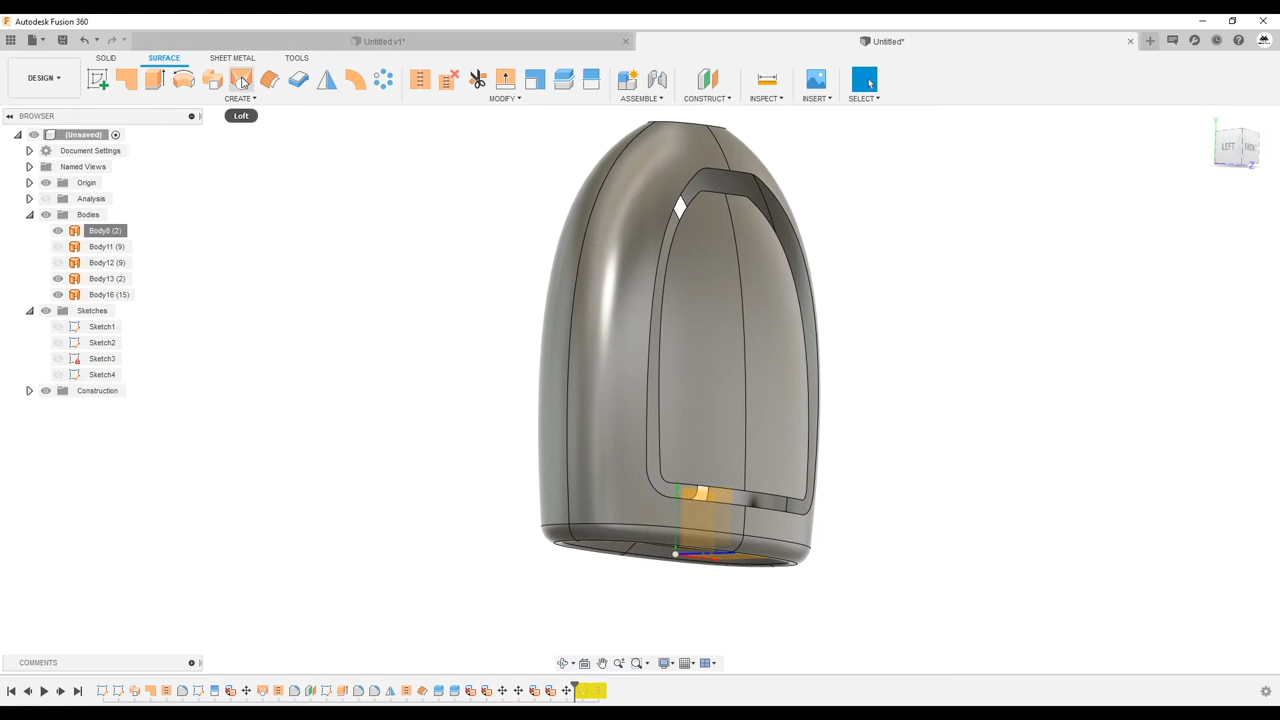 Autodesk Fusion 360
Untitled v1*
Untitled*
SOLID
SURFACE
SHEET METAL
TOOLS
DESIGN
CREATE
MODIFY
ASSEMBLE
CONSTRUCT
INSPECT
INSERT
SELECT
BROWSER
Loft
(Unsaved)
Document Settings
Named Views
Origin
Analysis
Bodies
Body8 (2)
Body11 (9)
Body12 (9)
Body13 (2)
Body16 (15)
Sketches
Sketch1
Sketch2
Sketch3
Sketch4
Construction
Y
LEFT
BACK
Z
COMMENTS